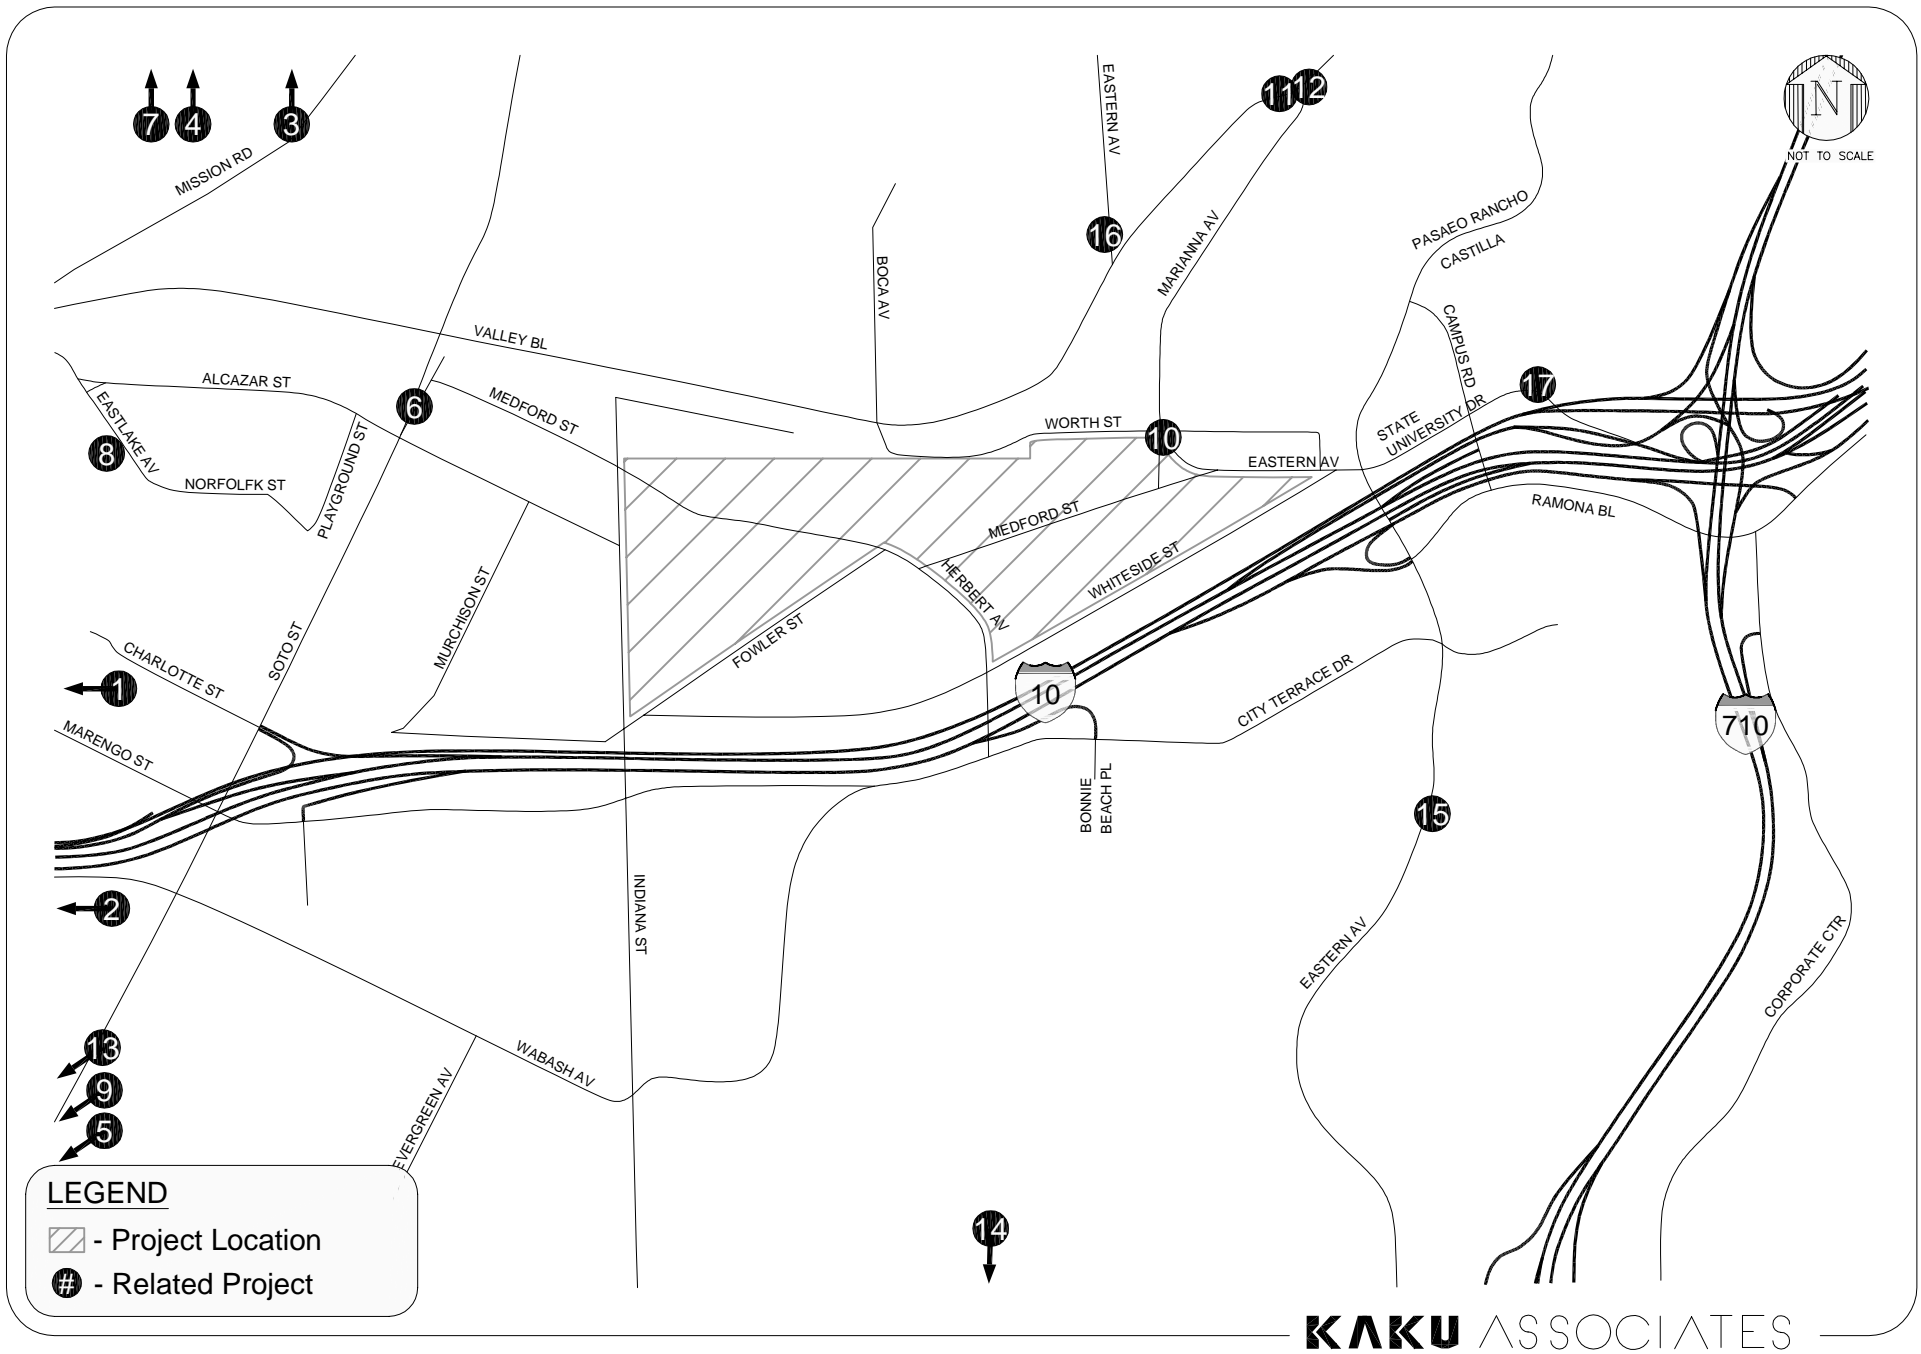 7
4
3
MISSION RD
EASTERN AV
11
12
N
NOT TO SCALE
16
MARIANNA AV
PASAEO RANCHO
CASTILLA
BOCA AV
VALLEY BL
CAMPUS RD
ALCAZAR ST
EASTLAKE AV
6
MEDFORD ST
17
STATE
UNIVERSITY DR
8
PLAYGROUND ST
WORTH ST
10
EASTERN AV
NORFOLFK ST
RAMONA BL
MEDFORD ST
MURCHISON ST
HERBERT AV
WHITESIDE ST
FOWLER ST
SOTO ST
CHARLOTTE ST
1
MARENGO ST
10
CITY TERRACE DR
710
BONNIE
BEACH PL
15
2
INDIANA ST
EASTERN AV
CORPORATE CTR
13
9
5
WABASH AV
EVERGREEN AV
14
LEGEND
- Project Location
# - Related Project
KAKU ASSOCIATES